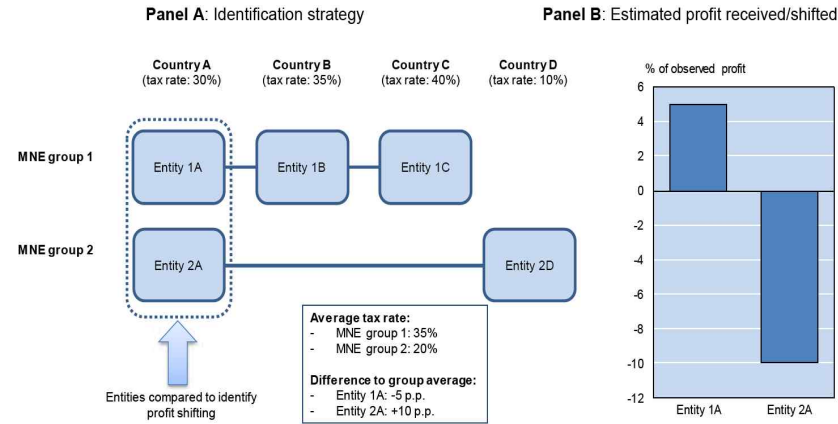 Panel A: Identification strategy
Panel B: Estimated profit received/shifted
Country A
(tax rate: 30%)
Country B
(tax rate: 35%)
Country C
(tax rate: 40%)
Country D
(tax rate: 10%)
MNE group 1
Entity 1A
Entity 1B
Entity 1C
MNE group 2
Entity 2A
Entity 2D
Average tax rate:
- MNE group 1: 35%
- MNE group 2: 20%
Difference to group average:
- Entity 1A: -5 p.p.
- Entity 2A: +10 p.p.
Entities compared to identify
profit shifting
% of observed profit
6
4
2
0
-2
-4
-6
-8
-10
-12
Entity 1A
Entity 2A